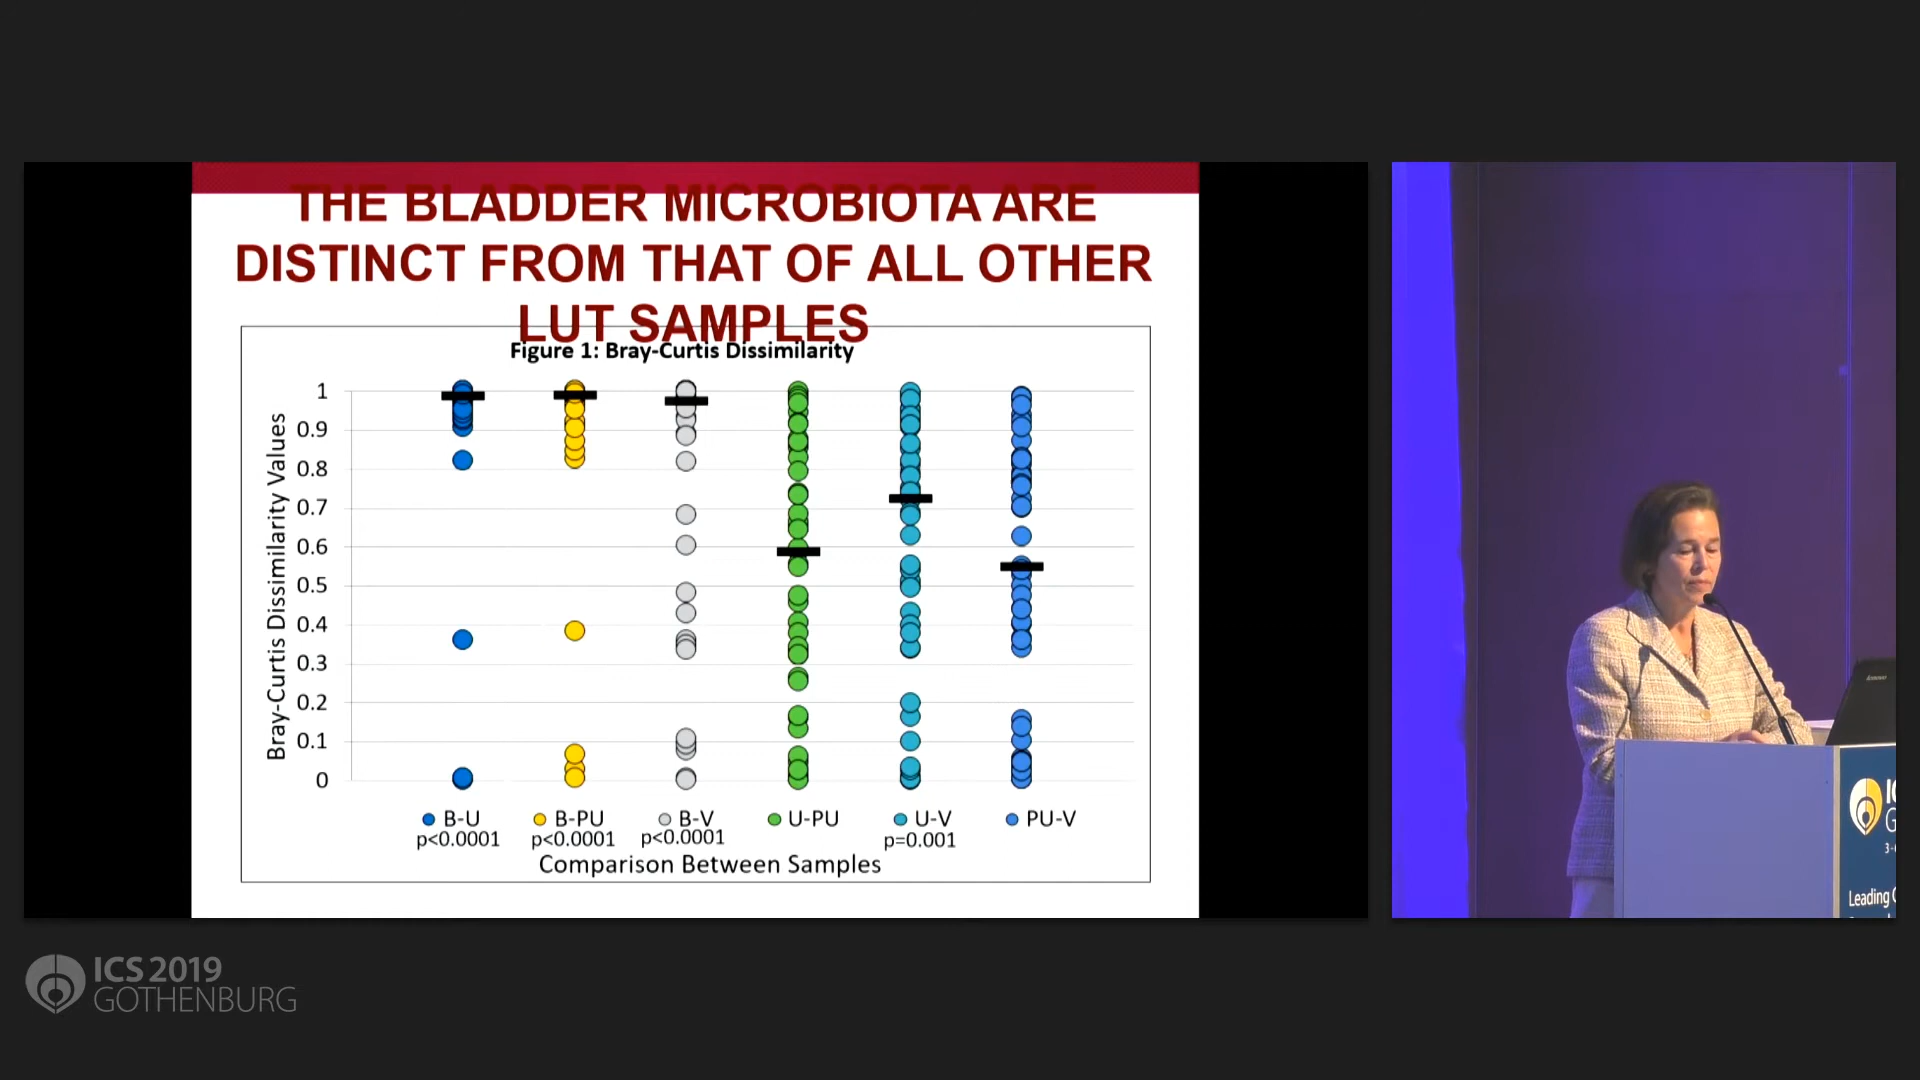 THE BLADDER MICROBIOTA ARE
DISTINCT FROM THAT OF ALL OTHER
LUT SAMPLES
Figure 1: Bray-Curtis Dissimilarity
Bray-Curtis Dissimilarity Values
1
0.9
0.8
0.7
0.6
0.5
0.4
0.3
0.2
0.1
0
B-U B-PU B-V U-PU U-V PU-V
p<0.0001 p<0.0001 p<0.0001 p=0.001
Comparison Between Samples
Leading
ICS 2019
GOTHENBURG